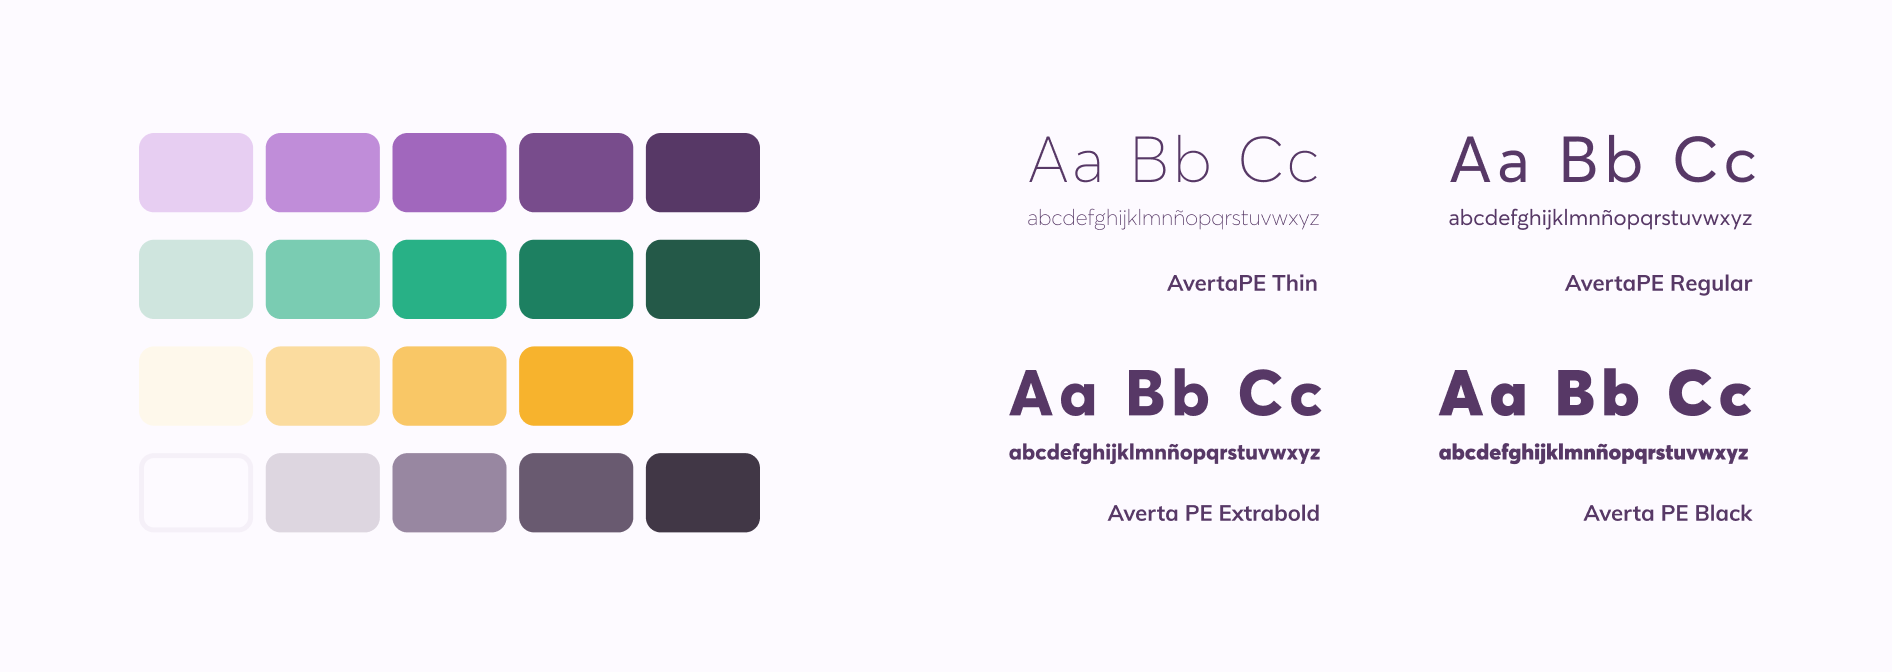 Aa Bb Cc
abcdefghijklmnñopqrstuvwxyz
AvertaPE Thin
Aa Bb Cc
abcdefghijklmnñopqrstuvwxyz
AvertaPE Regular
Aa Bb Cc
abcdefghijklmnñopqrstuvwxyz
Averta PE Extrabold
Aa Bb Cc
abcdefghijklmnñopqrstuvwxyz
Averta PE Black